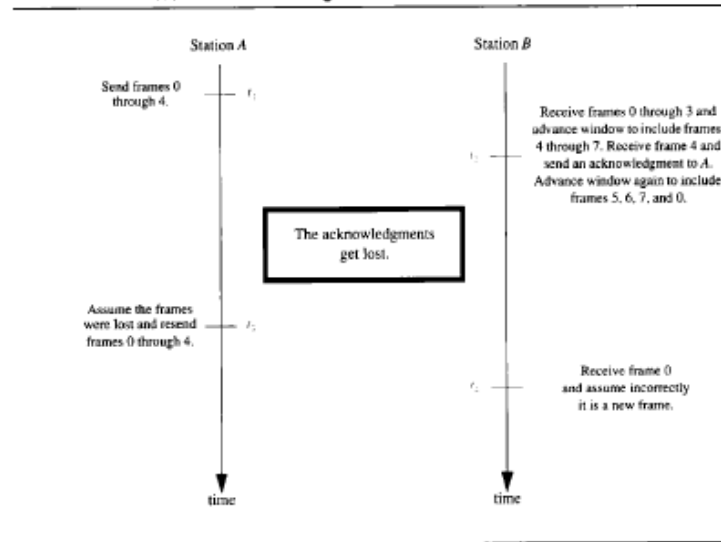 Station A
Station B
Send frames 0
through 4.
Receive frames 0 through 3 and
advance window to include frames
4 through 7. Receive frame 4 and
send an acknowledgment to A.
Advance window again to include
frames 5, 6, 7, and 0.
The acknowledgments
get lost.
Assume the frames
were lost and resend
frames 0 through 4.
Receive frame 0
and assume incorrectly
it is a new frame.
time
time